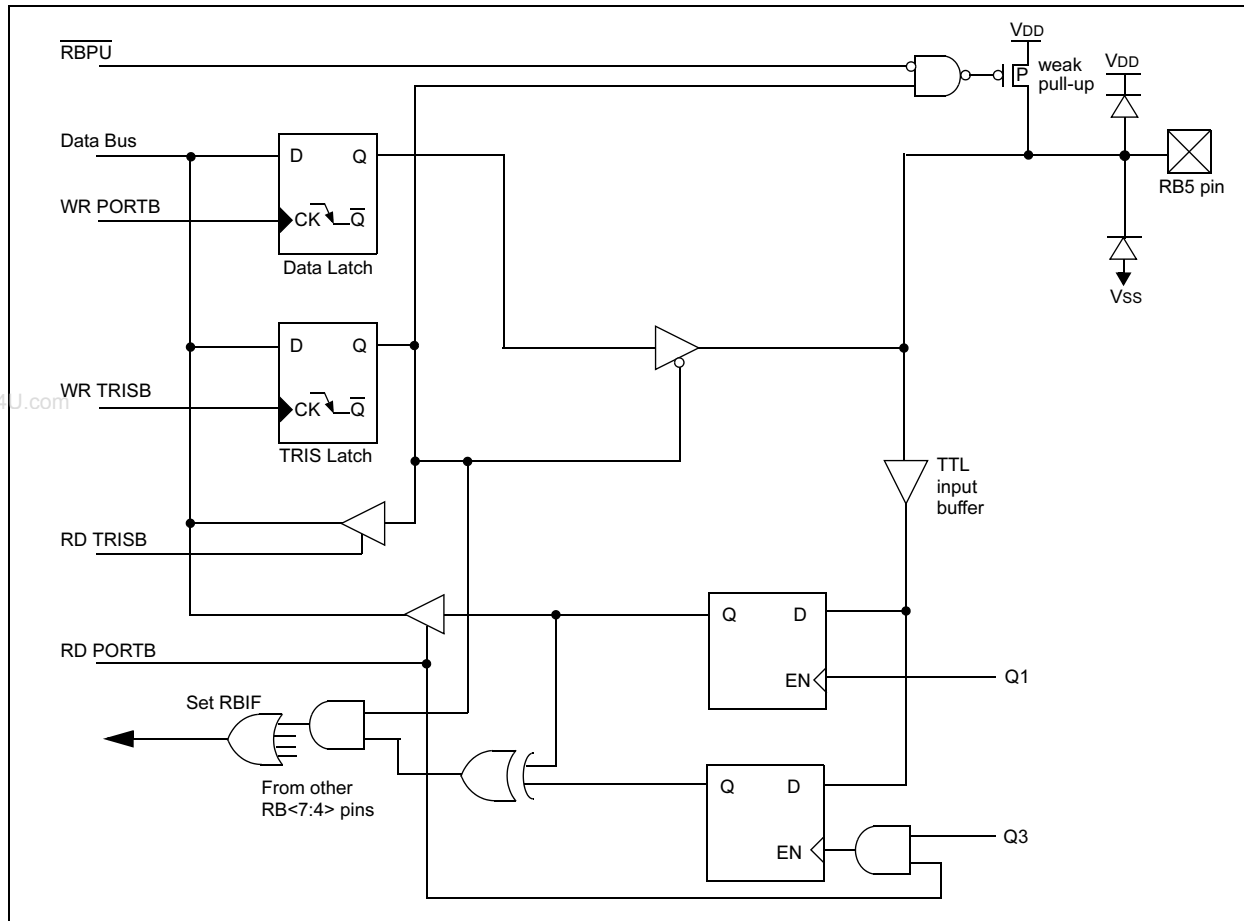 RBPU
VDD
P
weak
pull-up
VDD
Data Bus
D Q
RB5 pin
WR PORTB
CK Q
Data Latch
VSS
D Q
WR TRISB
4U.com
CK Q
TRIS Latch
TTL
input
buffer
RD TRISB
Q D
RD PORTB
EN
Q1
Set RBIF
From other
RB<7:4> pins
Q D
Q3
EN